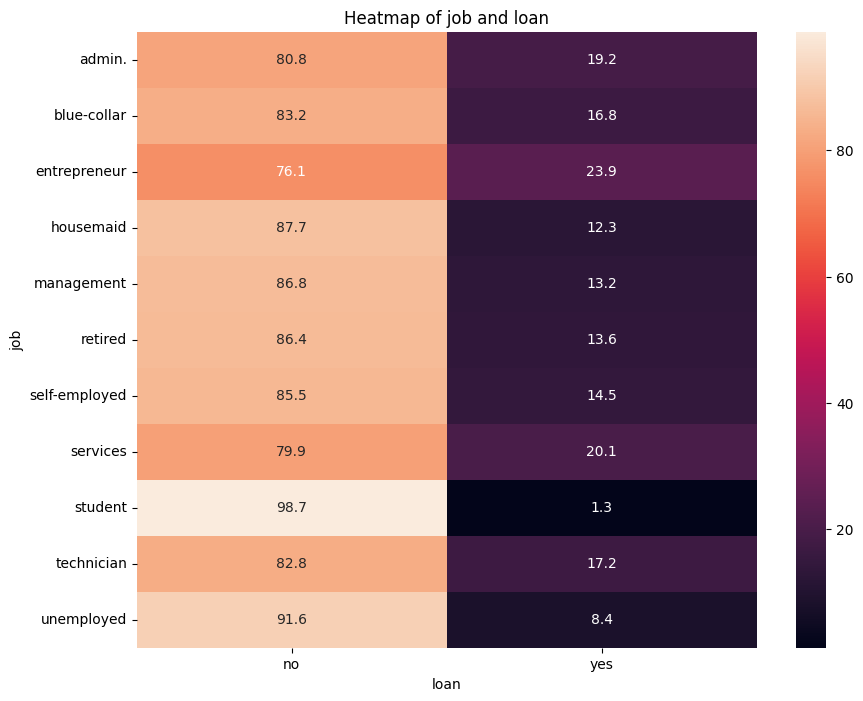 Heatmap of job and loan
admin. 80.8 19.2
blue-collar 83.2 16.8
entrepreneur 76.1 23.9
housemaid 87.7 12.3
management 86.8 13.2
retired 86.4 13.6
self-employed 85.5 14.5
services 79.9 20.1
student 98.7 1.3
technician 82.8 17.2
unemployed 91.6 8.4
job
no yes
loan
80
60
40
20